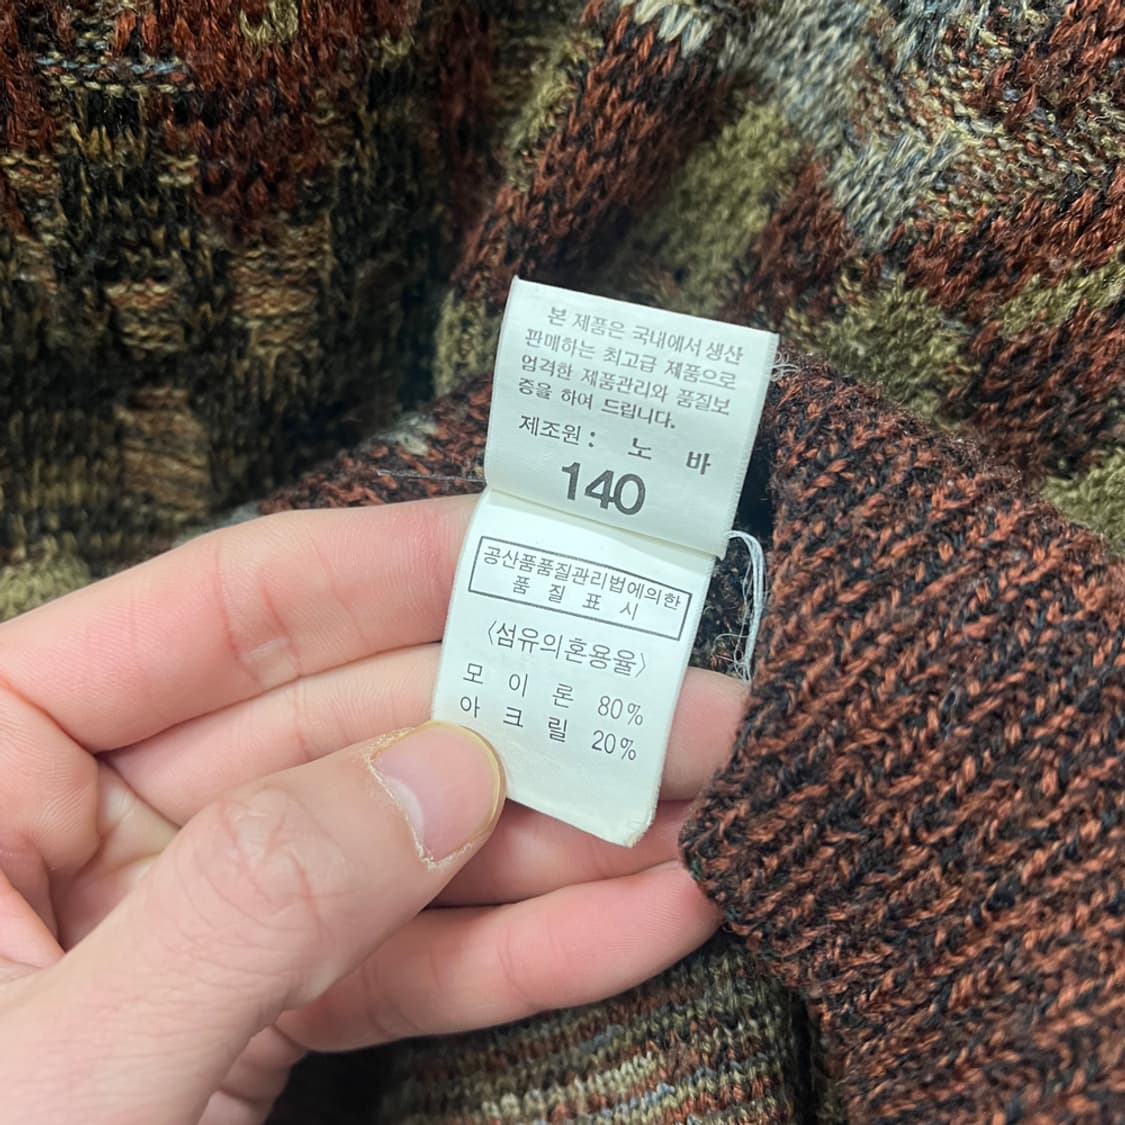 본 제품은 국내에서 생산
판매하는 최고급 제품으로
엄격한 제품관리와 품질보
증을 하여 드립니다.
제조원 : 노 바
140
공산품품질관리법에의한
품 질 표 시
〈섬유의혼용율〉
모 이 론 80%
아 크 릴 20%